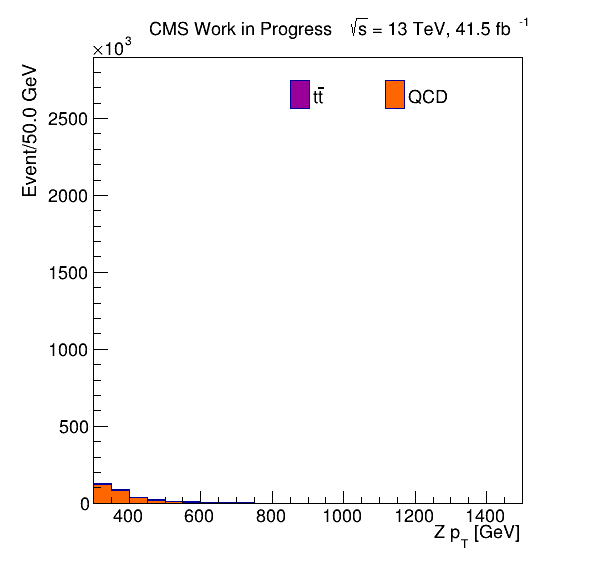 CMS Work in Progress √s = 13 TeV, 41.5 fb⁻¹
×10³
Event/50.0 GeV
tt̅ QCD
2500
2000
1500
1000
500
0
400 600 800 1000 1200 1400
Z p_T [GeV]